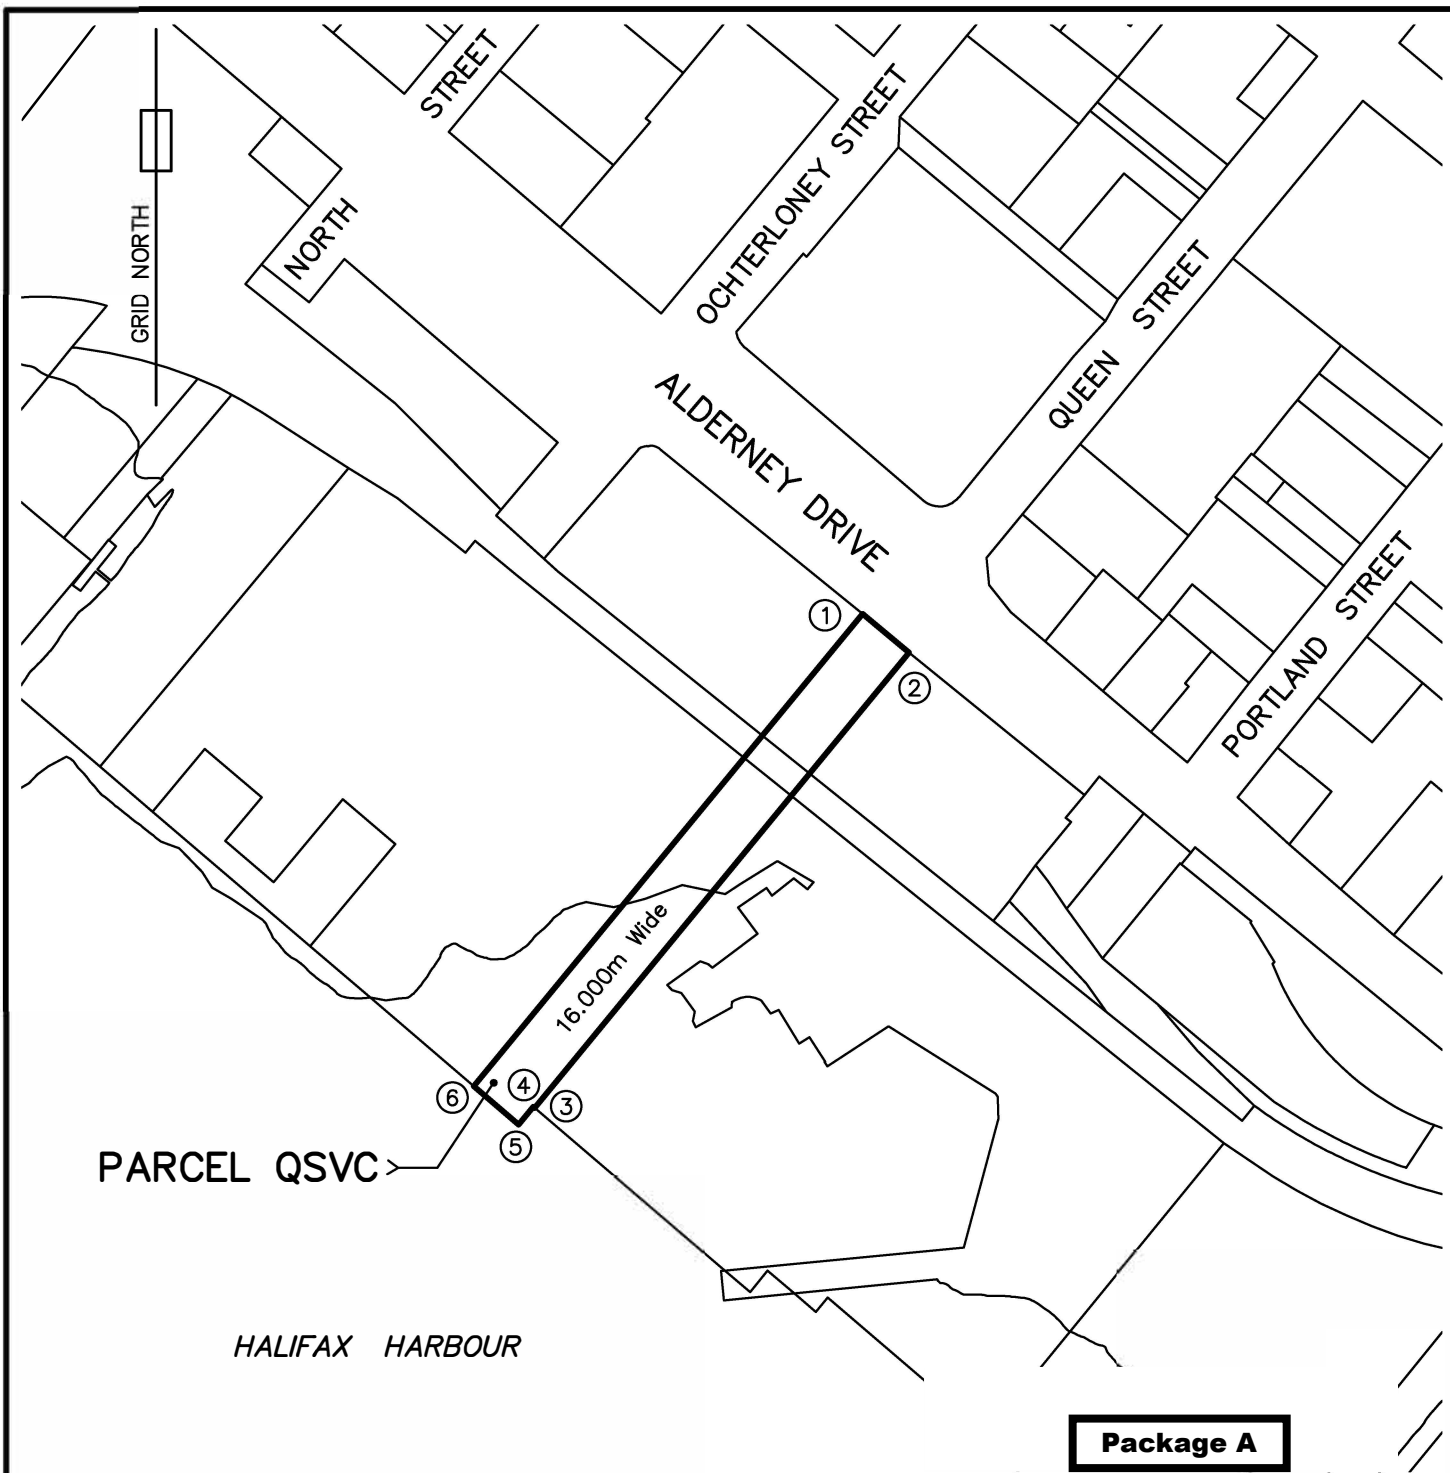 GRID NORTH
NORTH STREET
OCHTERLONEY STREET
QUEEN STREET
ALDERNEY DRIVE
PORTLAND STREET
1
2
16.000m Wide
4
6
3
5
PARCEL QSVC
HALIFAX HARBOUR
Package A